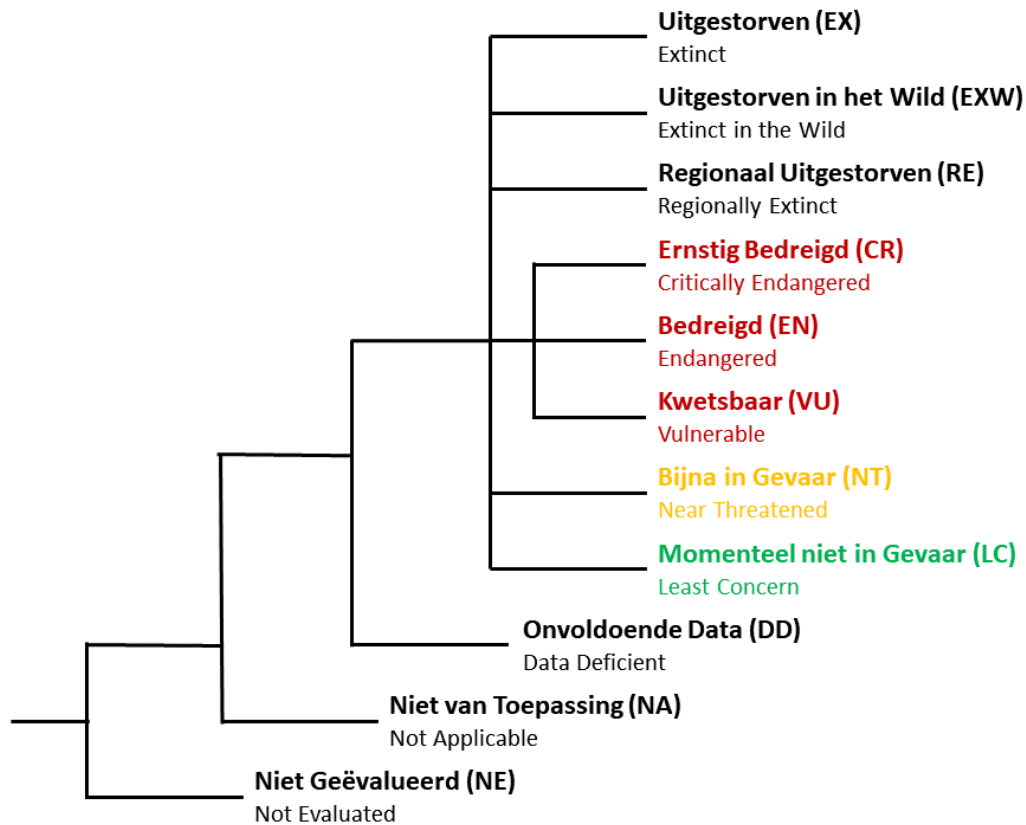 Uitgestorven (EX)
Extinct
Uitgestorven in het Wild (EXW)
Extinct in the Wild
Regionaal Uitgestorven (RE)
Regionally Extinct
Ernstig Bedreigd (CR)
Critically Endangered
Bedreigd (EN)
Endangered
Kwetsbaar (VU)
Vulnerable
Bijna in Gevaar (NT)
Near Threatened
Momenteel niet in Gevaar (LC)
Least Concern
Onvoldoende Data (DD)
Data Deficient
Niet van Toepassing (NA)
Not Applicable
Niet Geëvalueerd (NE)
Not Evaluated